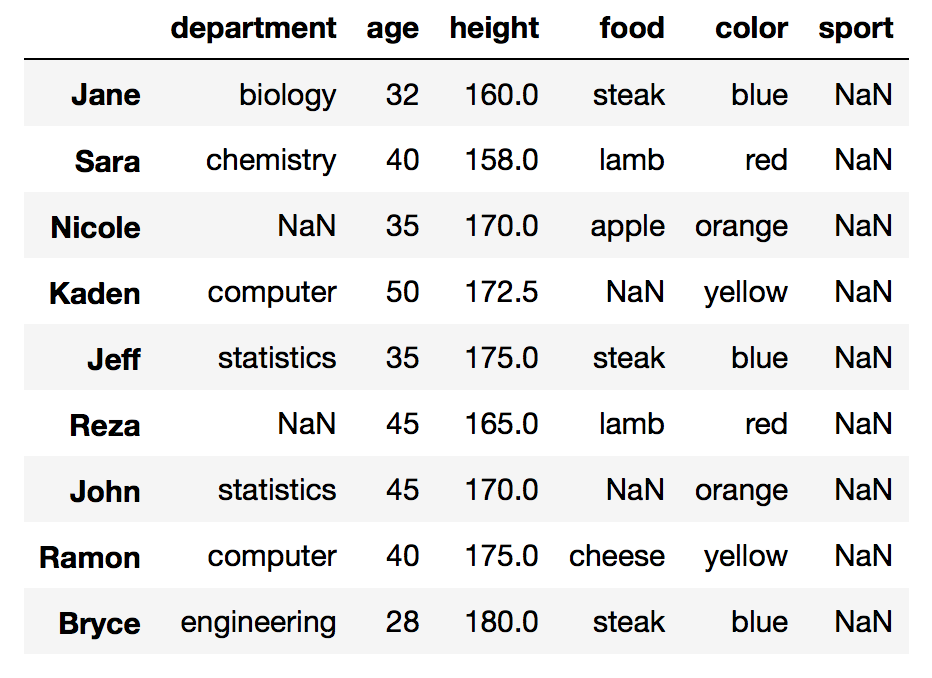 department age height food color sport
Jane biology 32 160.0 steak blue NaN
Sara chemistry 40 158.0 lamb red NaN
Nicole NaN 35 170.0 apple orange NaN
Kaden computer 50 172.5 NaN yellow NaN
Jeff statistics 35 175.0 steak blue NaN
Reza NaN 45 165.0 lamb red NaN
John statistics 45 170.0 NaN orange NaN
Ramon computer 40 175.0 cheese yellow NaN
Bryce engineering 28 180.0 steak blue NaN